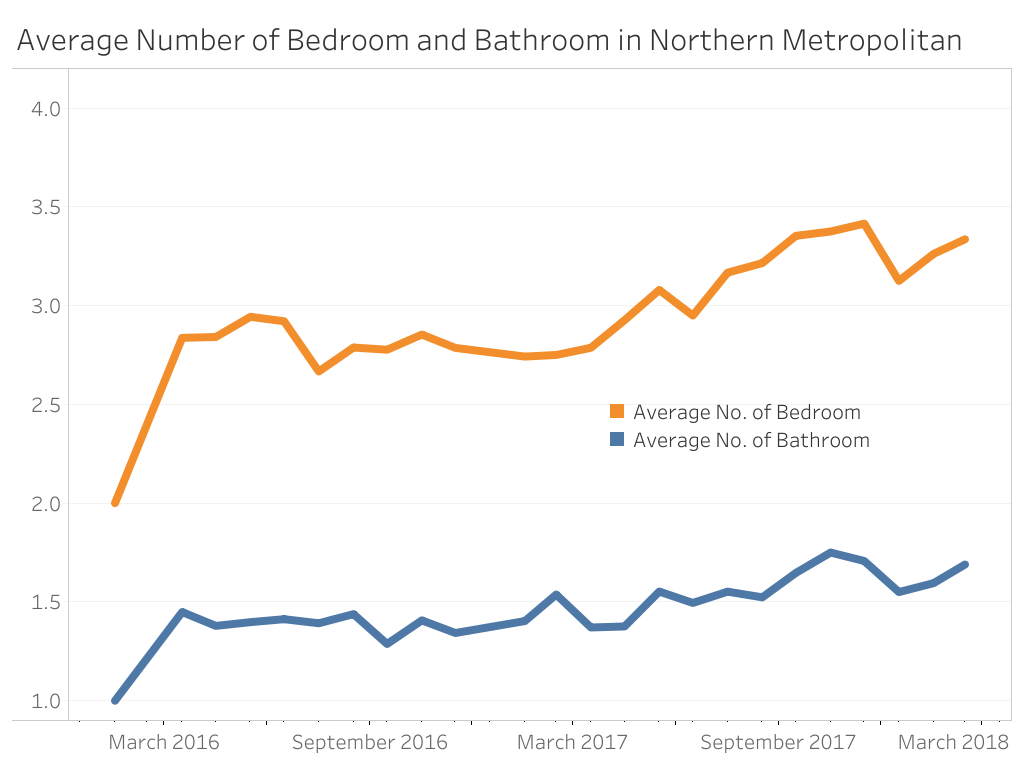 Average Number of Bedroom and Bathroom in Northern Metropolitan
4.0
3.5
3.0
2.5
Average No. of Bedroom
Average No. of Bathroom
2.0
1.5
1.0
March 2016 September 2016 March 2017 September 2017 March 2018